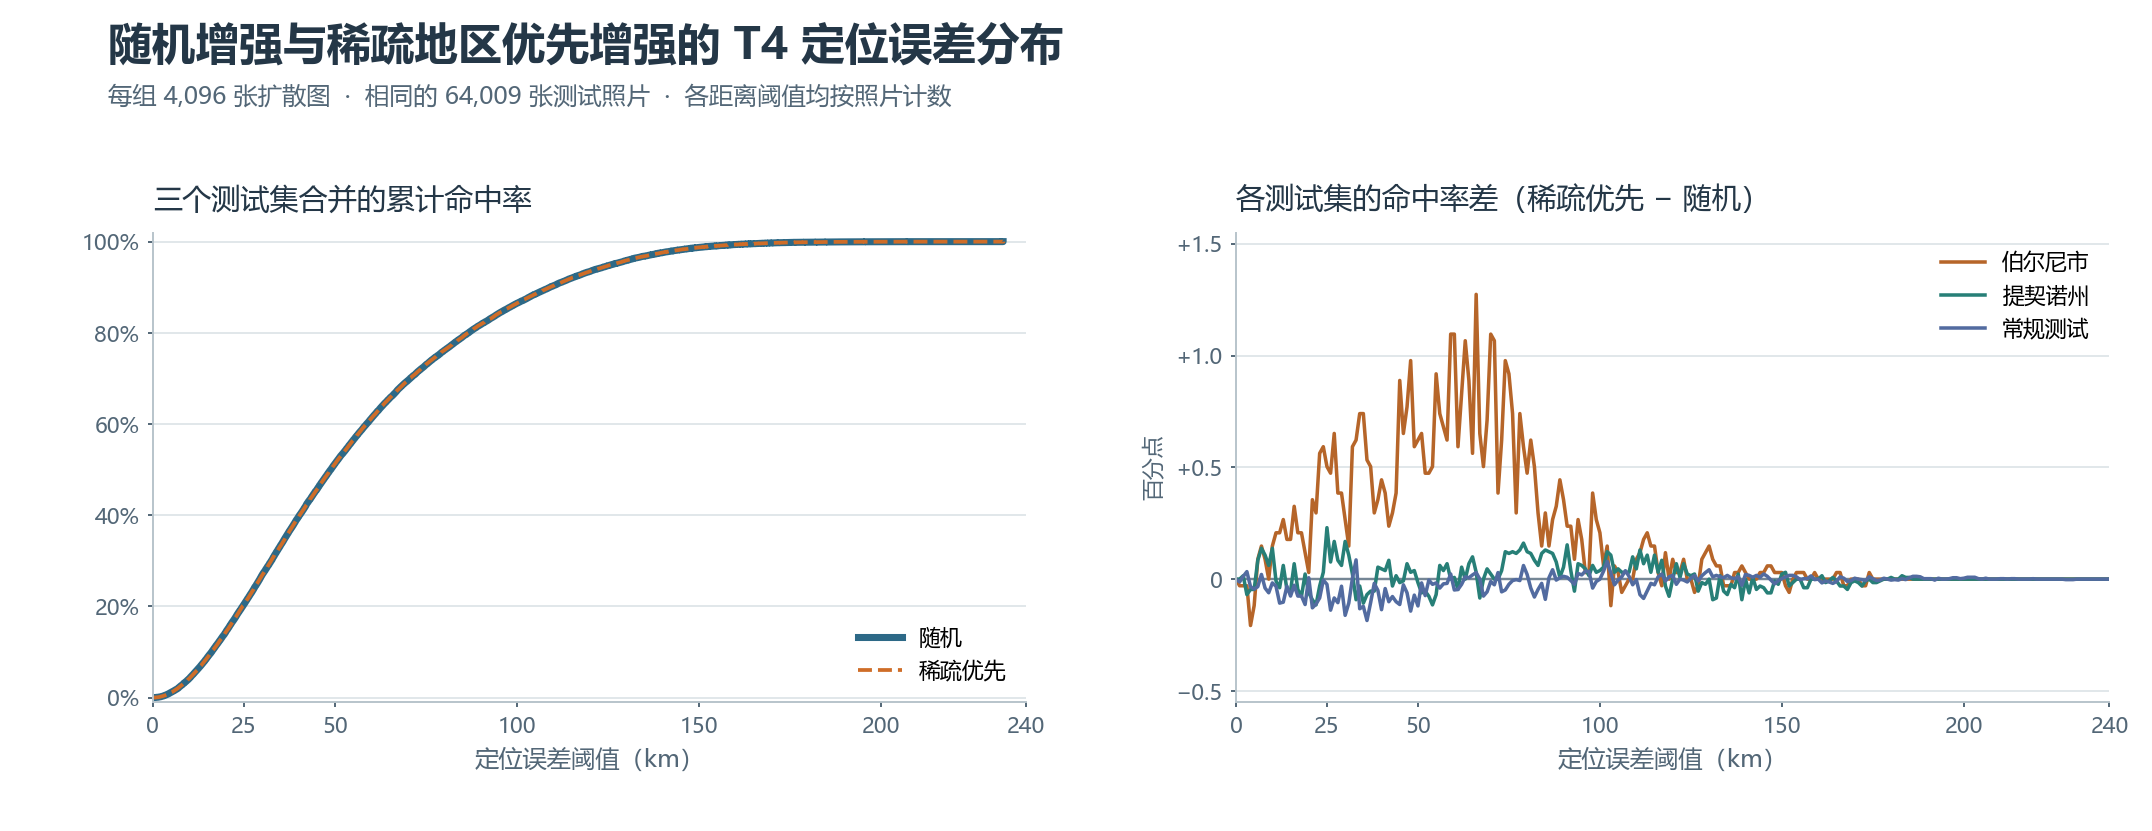 随机增强与稀疏地区优先增强的 T4 定位误差分布
每组 4,096 张扩散图 · 相同的 64,009 张测试照片 · 各距离阈值均按照片计数
三个测试集合并的累计命中率
100%
80%
60%
40%
20%
0%
0 25 50 100 150 200 240
定位误差阈值（km）
随机
稀疏优先
各测试集的命中率差（稀疏优先 − 随机）
百分点
+1.5
+1.0
+0.5
0
−0.5
0 25 50 100 150 200 240
定位误差阈值（km）
伯尔尼市
提契诺州
常规测试